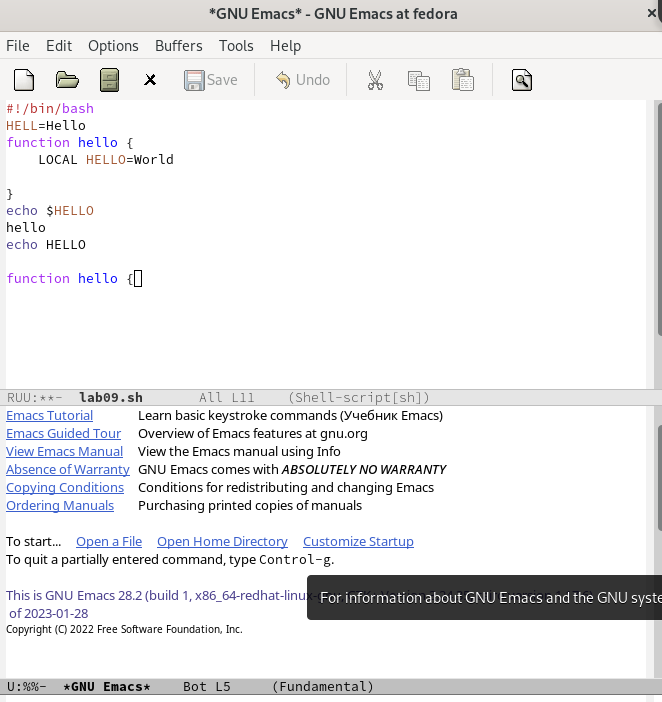 *GNU Emacs* - GNU Emacs at fedora
File Edit Options Buffers Tools Help
Save Undo
#!/bin/bash
HELL=Hello
function hello {
    LOCAL HELLO=World
}
echo $HELLO
hello
echo HELLO
function hello {
RUU:**- lab09.sh All L11 (Shell-script[sh])
Emacs Tutorial Learn basic keystroke commands (Учебник Emacs)
Emacs Guided Tour Overview of Emacs features at gnu.org
View Emacs Manual View the Emacs manual using Info
Absence of Warranty GNU Emacs comes with ABSOLUTELY NO WARRANTY
Copying Conditions Conditions for redistributing and changing Emacs
Ordering Manuals Purchasing printed copies of manuals
To start... Open a File Open Home Directory Customize Startup
To quit a partially entered command, type Control-g.
This is GNU Emacs 28.2 (build 1, x86_64-redhat-linux-
For information about GNU Emacs and the GNU syste
of 2023-01-28
Copyright (C) 2022 Free Software Foundation, Inc.
U:%%- *GNU Emacs* Bot L5 (Fundamental)